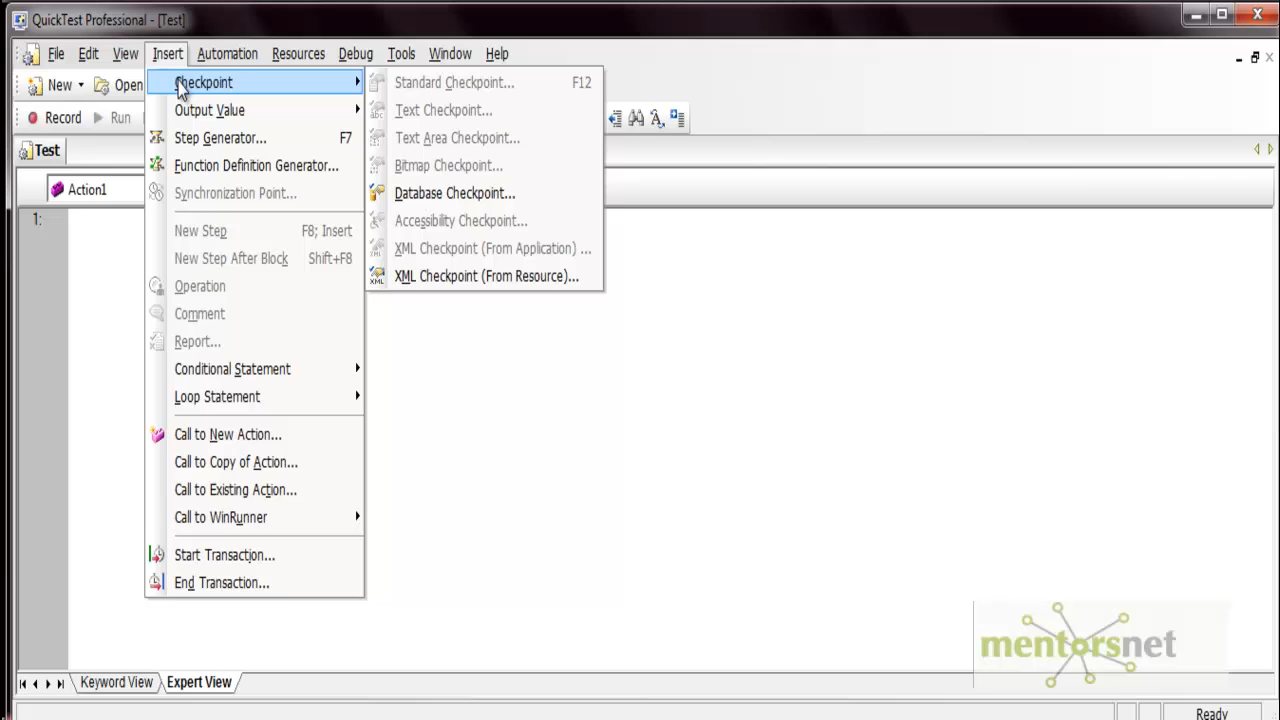 QuickTest Professional - [Test]
File Edit View Insert Automation Resources Debug Tools Window Help
New Open
Record Run
Test
Action1
1:
Checkpoint
Output Value
Step Generator... F7
Function Definition Generator...
Synchronization Point...
New Step F8; Insert
New Step After Block Shift+F8
Operation
Comment
Report...
Conditional Statement
Loop Statement
Call to New Action...
Call to Copy of Action...
Call to Existing Action...
Call to WinRunner
Start Transaction...
End Transaction...
Standard Checkpoint... F12
Text Checkpoint...
Text Area Checkpoint...
Bitmap Checkpoint...
Database Checkpoint...
Accessibility Checkpoint...
XML Checkpoint (From Application) ...
XML Checkpoint (From Resource)...
mentorsnet
Keyword View Expert View
Ready